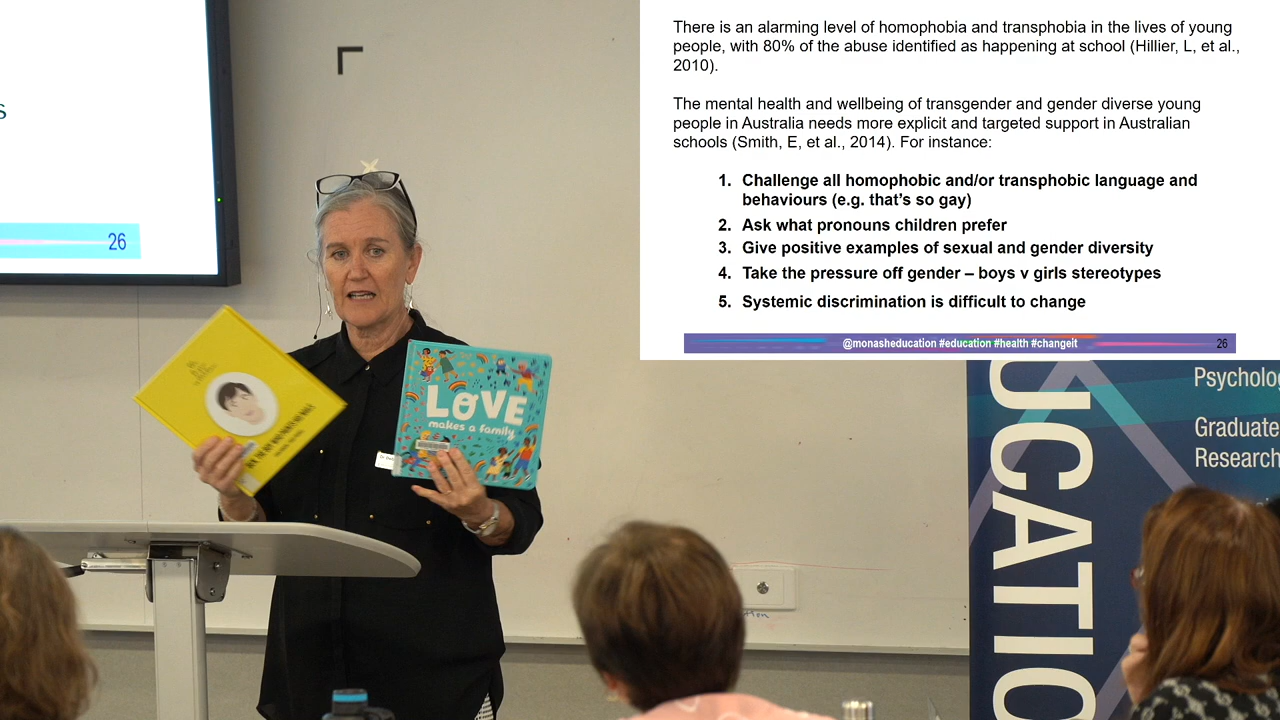 s
26
There is an alarming level of homophobia and transphobia in the lives of young
people, with 80% of the abuse identified as happening at school (Hillier, L, et al.,
2010).
The mental health and wellbeing of transgender and gender diverse young
people in Australia needs more explicit and targeted support in Australian
schools (Smith, E, et al., 2014). For instance:
1. Challenge all homophobic and/or transphobic language and
behaviours (e.g. that’s so gay)
2. Ask what pronouns children prefer
3. Give positive examples of sexual and gender diversity
4. Take the pressure off gender – boys v girls stereotypes
5. Systemic discrimination is difficult to change
@monasheducation #education #health #changeit 26
LOVE
makes a family
UCATIO
Psycholog
Graduate
Research